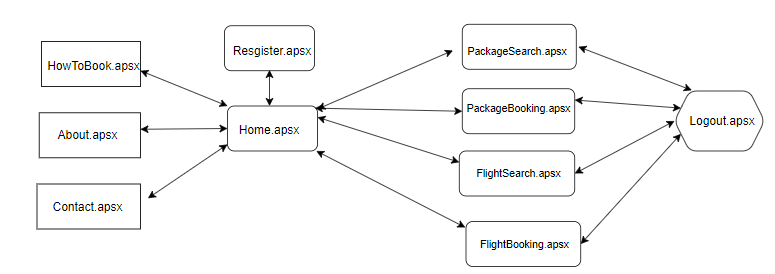 HowToBook.apsx
Resgister.apsx
PackageSearch.apsx
About.apsx
Home.apsx
PackageBooking.apsx
Logout.apsx
FlightSearch.apsx
Contact.apsx
FlightBooking.apsx